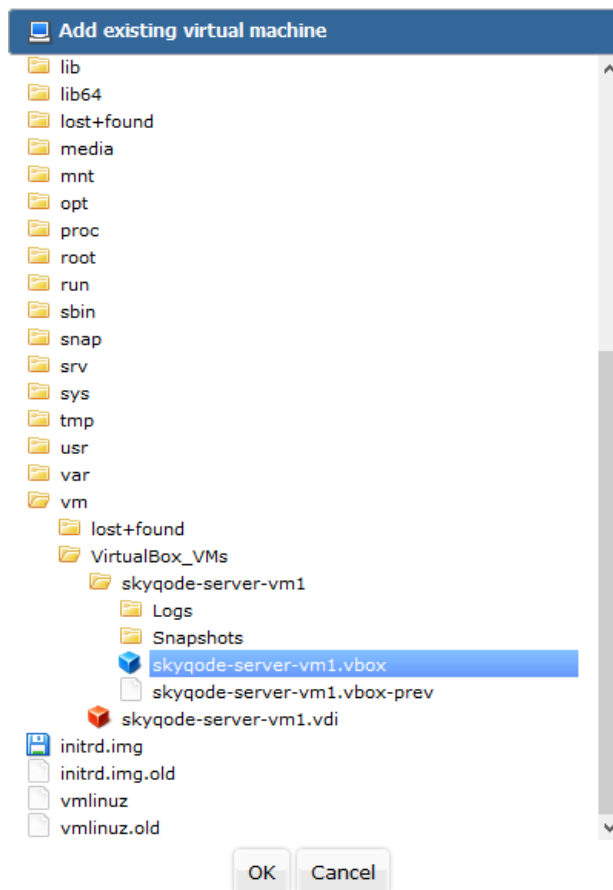 Add existing virtual machine
lib
lib64
lost+found
media
mnt
opt
proc
root
run
sbin
snap
srv
sys
tmp
usr
var
vm
lost+found
VirtualBox_VMs
skyqode-server-vm1
Logs
Snapshots
skyqode-server-vm1.vbox
skyqode-server-vm1.vbox-prev
skyqode-server-vm1.vdi
initrd.img
initrd.img.old
vmlinuz
vmlinuz.old
OK Cancel